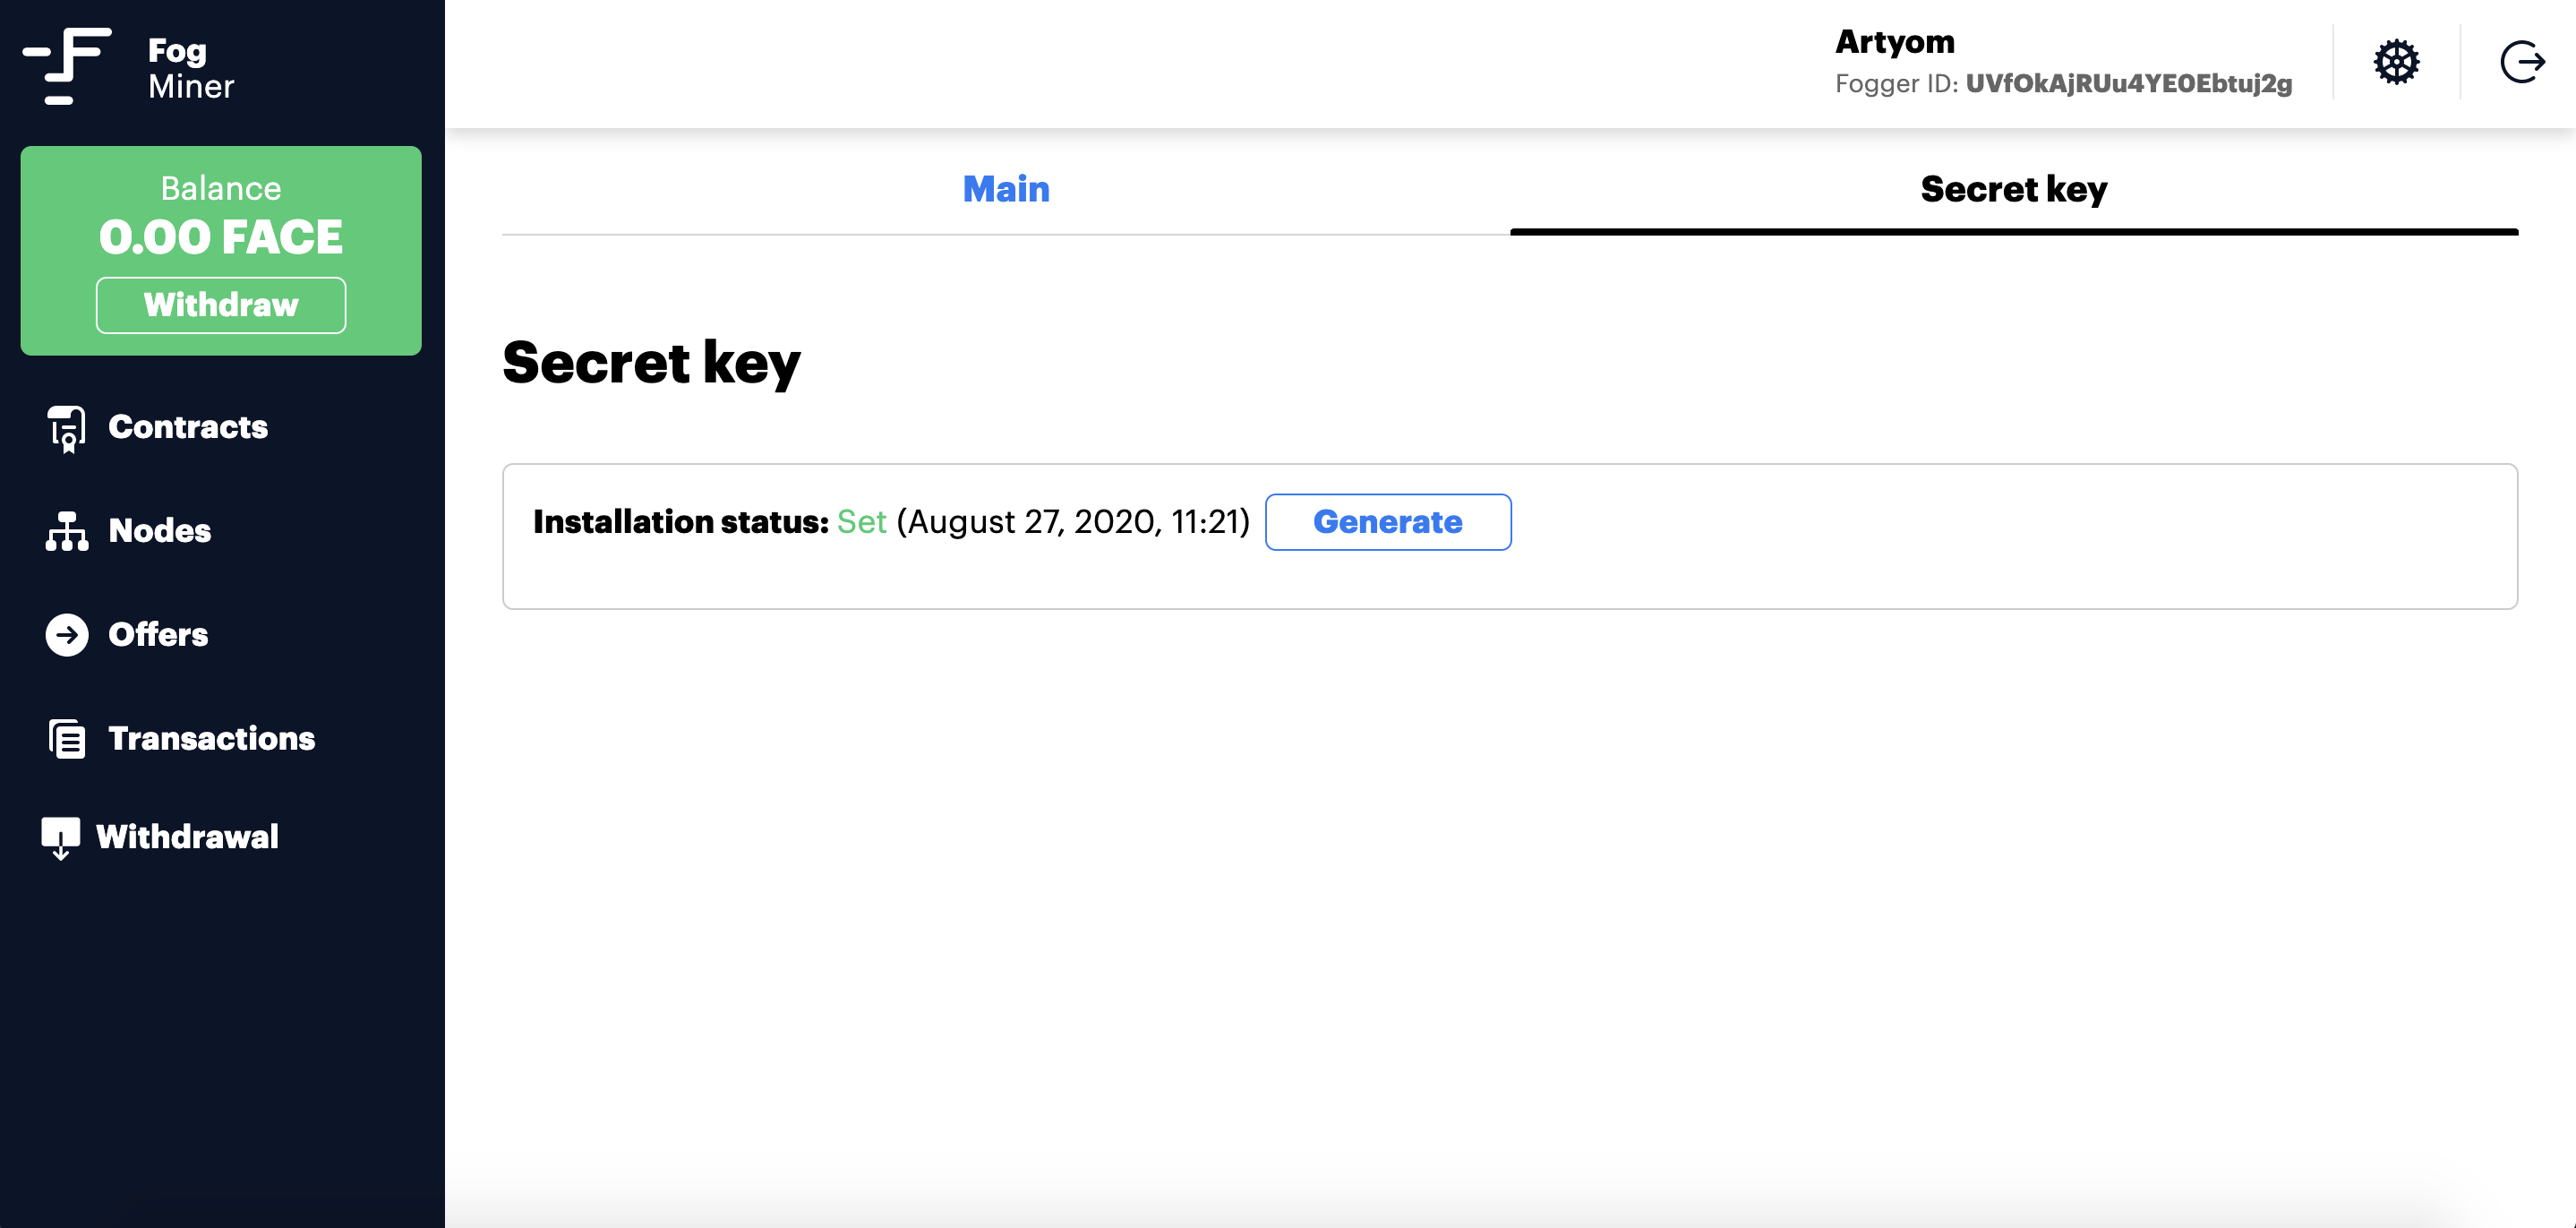 Fog
Miner
Artyom
Fogger ID: UVfOkAjRUu4YE0Ebtuj2g
Balance
0.00 FACE
Withdraw
Contracts
Nodes
Offers
Transactions
Withdrawal
Main
Secret key
Secret key
Installation status: Set (August 27, 2020, 11:21) Generate